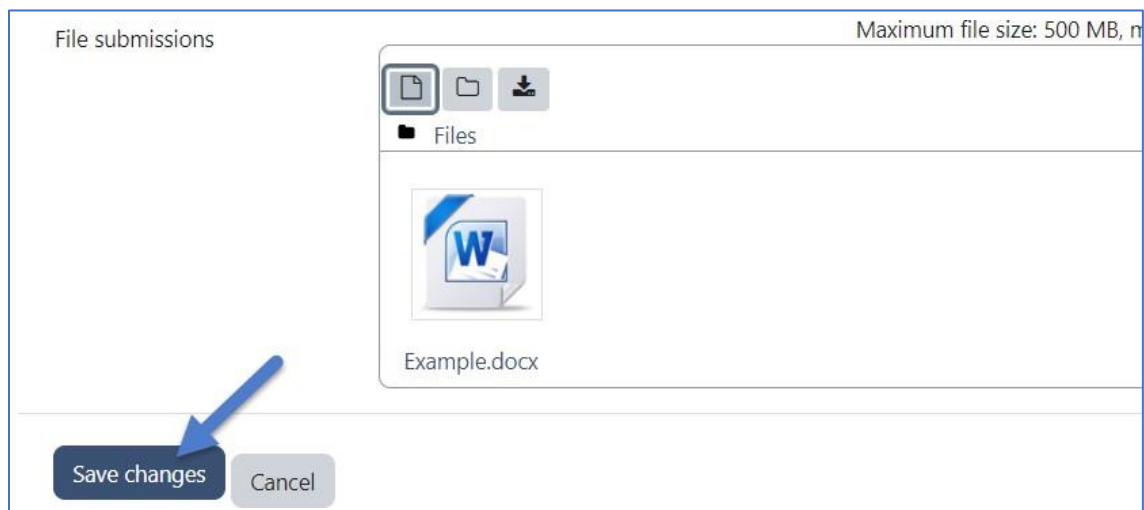 Maximum file size: 500 MB,
File submissions
Files
W
Example.docx
Save changes
Cancel